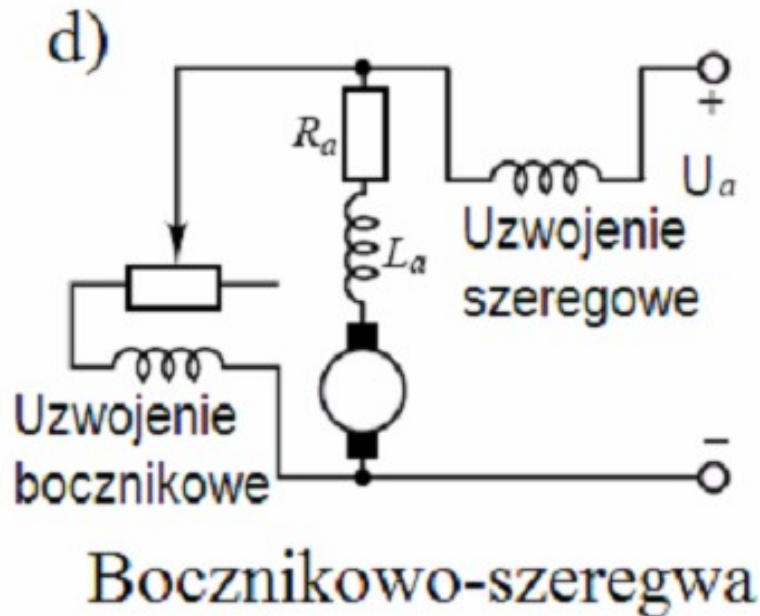 d)
Rₐ
Lₐ
+
Uₐ
Uzwojenie
szeregowe
Uzwojenie
bocznikowe
−
Bocznikowo-szeregwa